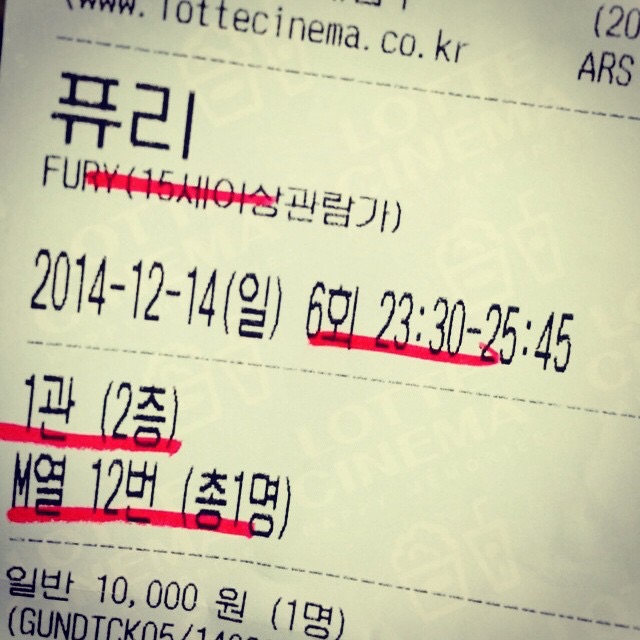 (www.lottecinema.co.kr
(20
ARS
퓨리
FURY(15세이상관람가)
2014-12-14(일) 6회 23:30-25:45
1관 (2층)
M열 12번 (총1명)
일반 10,000 원 (1명)
LOTTE CINEMA
LOTTE CINEMA